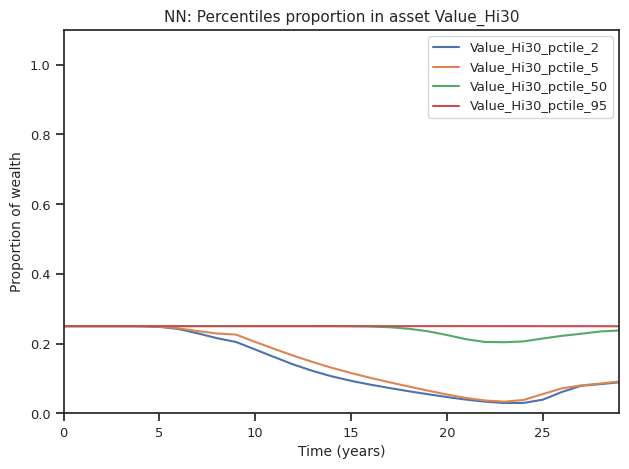 NN: Percentiles proportion in asset Value_Hi30
Value_Hi30_pctile_2
Value_Hi30_pctile_5
Value_Hi30_pctile_50
Value_Hi30_pctile_95
Proportion of wealth
1.0
0.8
0.6
0.4
0.2
0.0
0 5 10 15 20 25
Time (years)